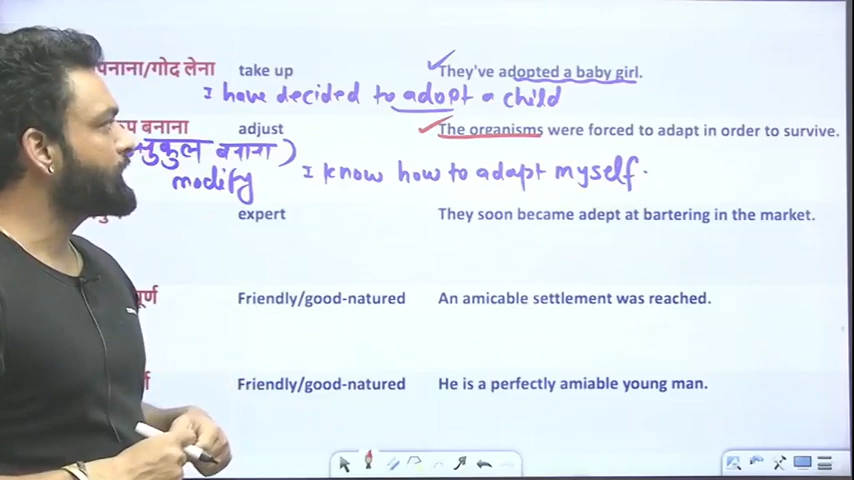 पनाना/गोद लेना take up They've adopted a baby girl.
I have decided to adopt a child
बनाना adjust The organisms were forced to adapt in order to survive.
बनाना) modify I know how to adapt myself.
expert They soon became adept at bartering in the market.
Friendly/good-natured An amicable settlement was reached.
Friendly/good-natured He is a perfectly amiable young man.